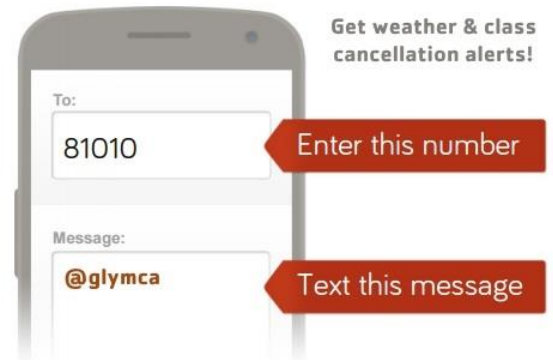 Get weather & class
cancellation alerts!
To:
81010
Enter this number
Message:
@glymca
Text this message